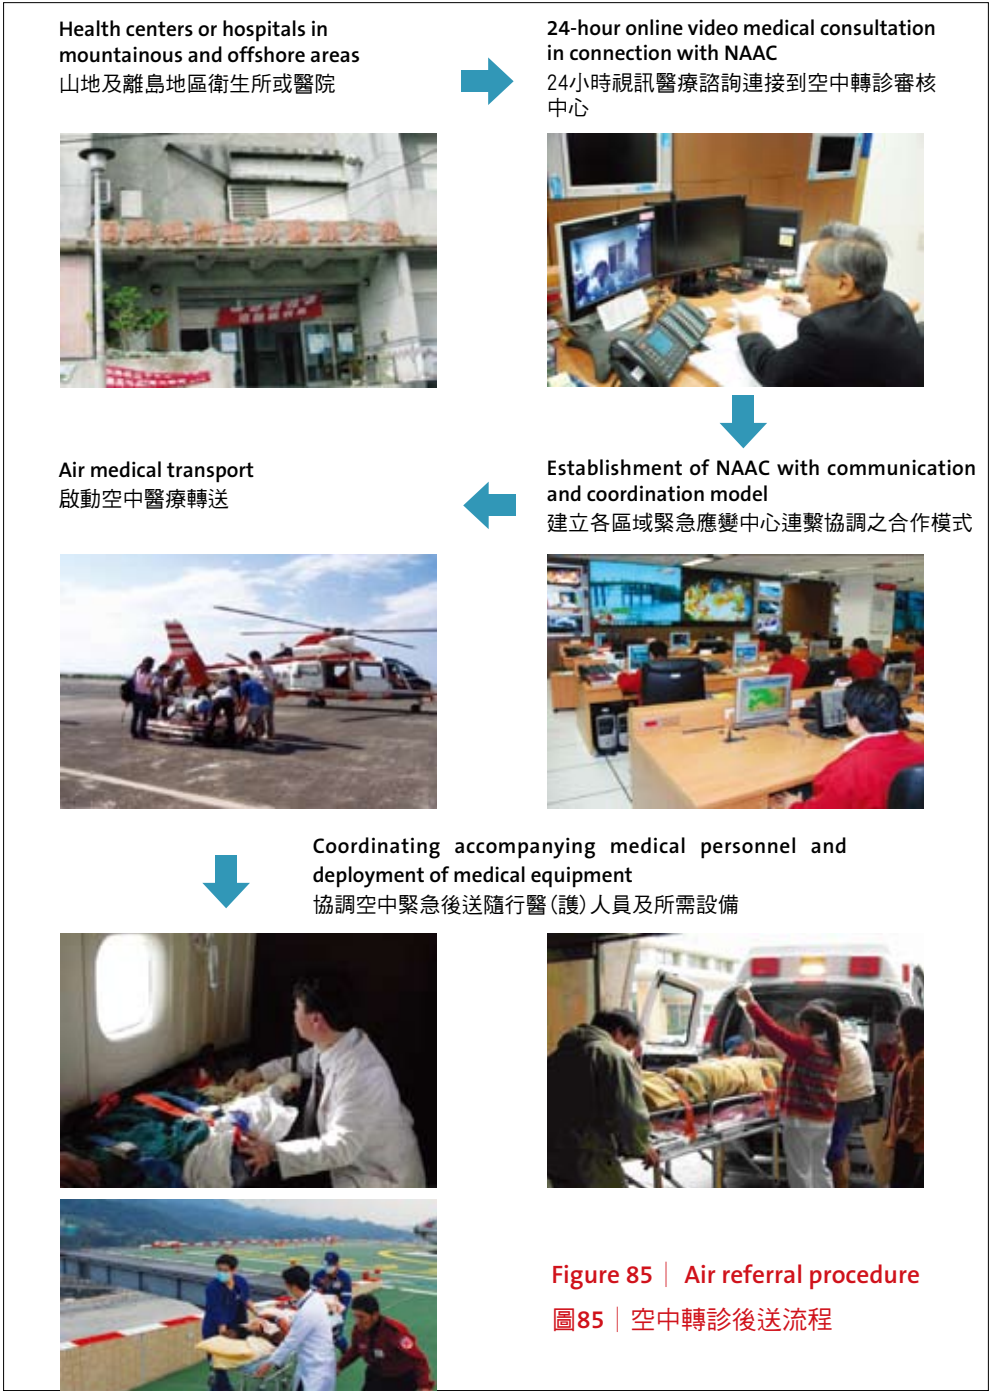 Health centers or hospitals in
mountainous and offshore areas
山地及離島地區衛生所或醫院
24-hour online video medical consultation
in connection with NAAC
24小時視訊醫療諮詢連接到空中轉診審核
中心
Air medical transport
啟動空中醫療轉送
Establishment of NAAC with communication
and coordination model
建立各區域緊急應變中心連繫協調之合作模式
Coordinating accompanying medical personnel and
deployment of medical equipment
協調空中緊急後送隨行醫(護)人員及所需設備
Figure 85｜ Air referral procedure
圖85｜空中轉診後送流程